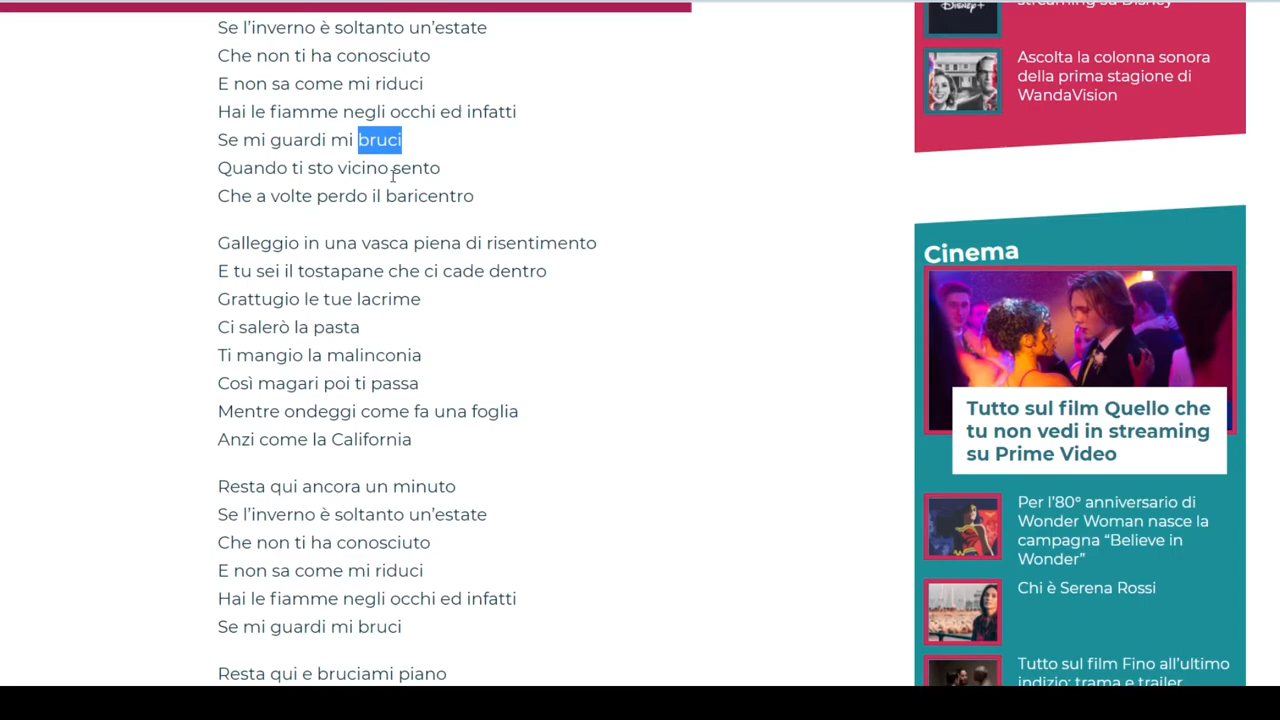 Se l’inverno è soltanto un’estate
Che non ti ha conosciuto
E non sa come mi riduci
Hai le fiamme negli occhi ed infatti
Se mi guardi mi bruci
Quando ti sto vicino sento
Che a volte perdo il baricentro
Galleggio in una vasca piena di risentimento
E tu sei il tostapane che ci cade dentro
Grattugio le tue lacrime
Ci salerò la pasta
Ti mangio la malinconia
Così magari poi ti passa
Mentre ondeggi come fa una foglia
Anzi come la California
Resta qui ancora un minuto
Se l’inverno è soltanto un’estate
Che non ti ha conosciuto
E non sa come mi riduci
Hai le fiamme negli occhi ed infatti
Se mi guardi mi bruci
Resta qui e bruciami piano
Disney+
streaming su Disney
Ascolta la colonna sonora
della prima stagione di
WandaVision
Cinema
Tutto sul film Quello che
tu non vedi in streaming
su Prime Video
Per l’80° anniversario di
Wonder Woman nasce la
campagna “Believe in
Wonder”
Chi è Serena Rossi
Tutto sul film Fino all’ultimo
indizio: trama e trailer